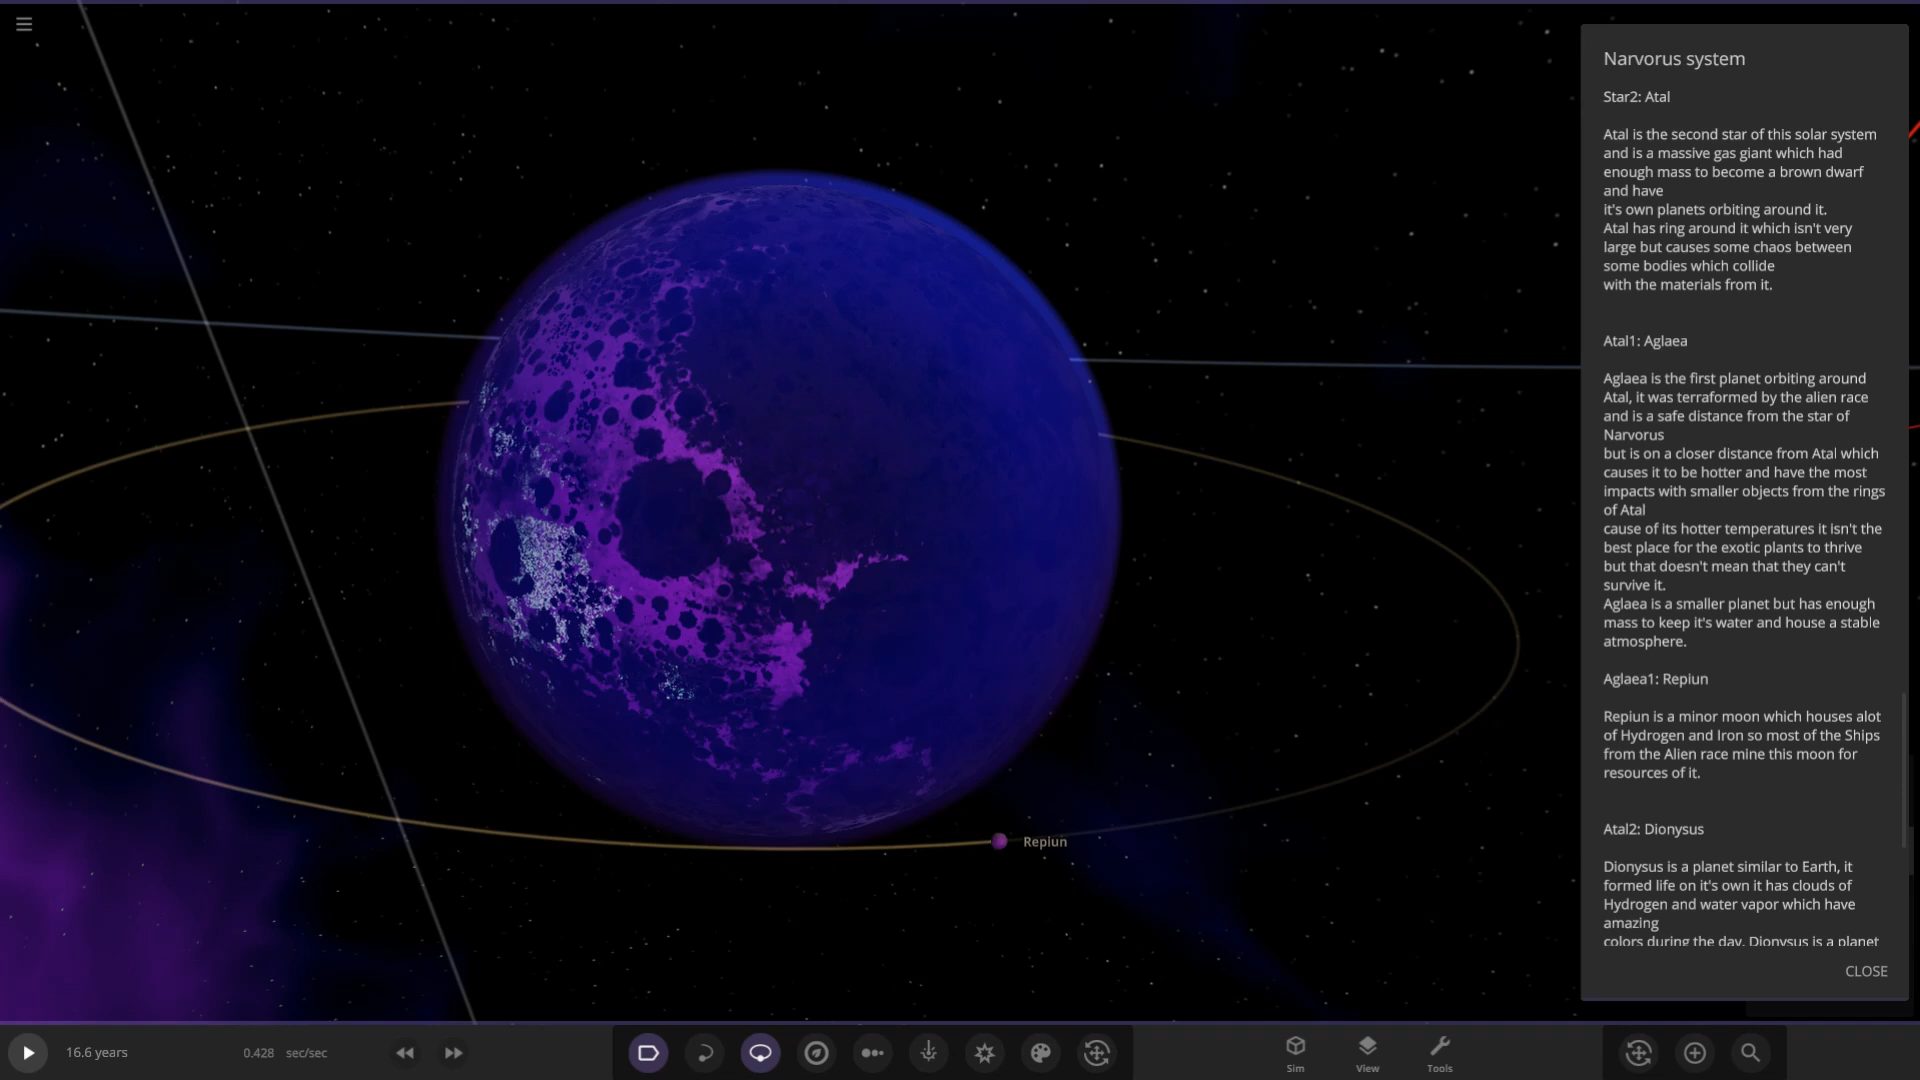 Narvorus system
Star2: Atal
Atal is the second star of this solar system
and is a massive gas giant which had
enough mass to become a brown dwarf
and have
it's own planets orbiting around it.
Atal has ring around it which isn't very
large but causes some chaos between
some bodies which collide
with the materials from it.
Atal1: Aglaea
Aglaea is the first planet orbiting around
Atal, it was terraformed by the alien race
and is a safe distance from the star of
Narvorus
but is on a closer distance from Atal which
causes it to be hotter and have the most
impacts with smaller objects from the rings
of Atal
cause of its hotter temperatures it isn't the
best place for the exotic plants to thrive
but that doesn't mean that they can't
survive it.
Aglaea is a smaller planet but has enough
mass to keep it's water and house a stable
atmosphere.
Aglaea1: Repiun
Repiun is a minor moon which houses alot
of Hydrogen and Iron so most of the Ships
from the Alien race mine this moon for
resources of it.
Atal2: Dionysus
Dionysus is a planet similar to Earth, it
formed life on it's own it has clouds of
Hydrogen and water vapor which have
amazing
colors during the day. Dionysus is a planet
CLOSE
Repiun
16.6 years
0.428 sec/sec
Sim
View
Tools